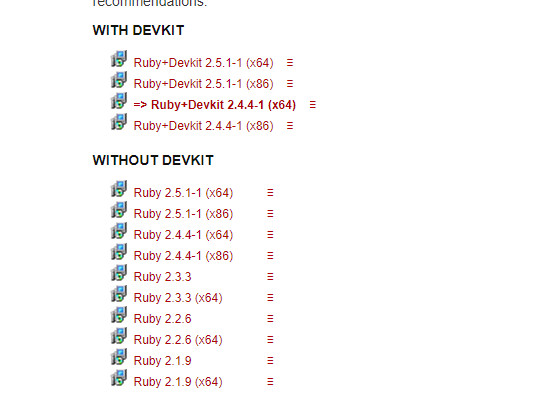 recommendations.
WITH DEVKIT
Ruby+Devkit 2.5.1-1 (x64) ≡
Ruby+Devkit 2.5.1-1 (x86) ≡
=> Ruby+Devkit 2.4.4-1 (x64) ≡
Ruby+Devkit 2.4.4-1 (x86) ≡
WITHOUT DEVKIT
Ruby 2.5.1-1 (x64) ≡
Ruby 2.5.1-1 (x86) ≡
Ruby 2.4.4-1 (x64) ≡
Ruby 2.4.4-1 (x86) ≡
Ruby 2.3.3 ≡
Ruby 2.3.3 (x64) ≡
Ruby 2.2.6 ≡
Ruby 2.2.6 (x64) ≡
Ruby 2.1.9 ≡
Ruby 2.1.9 (x64) ≡